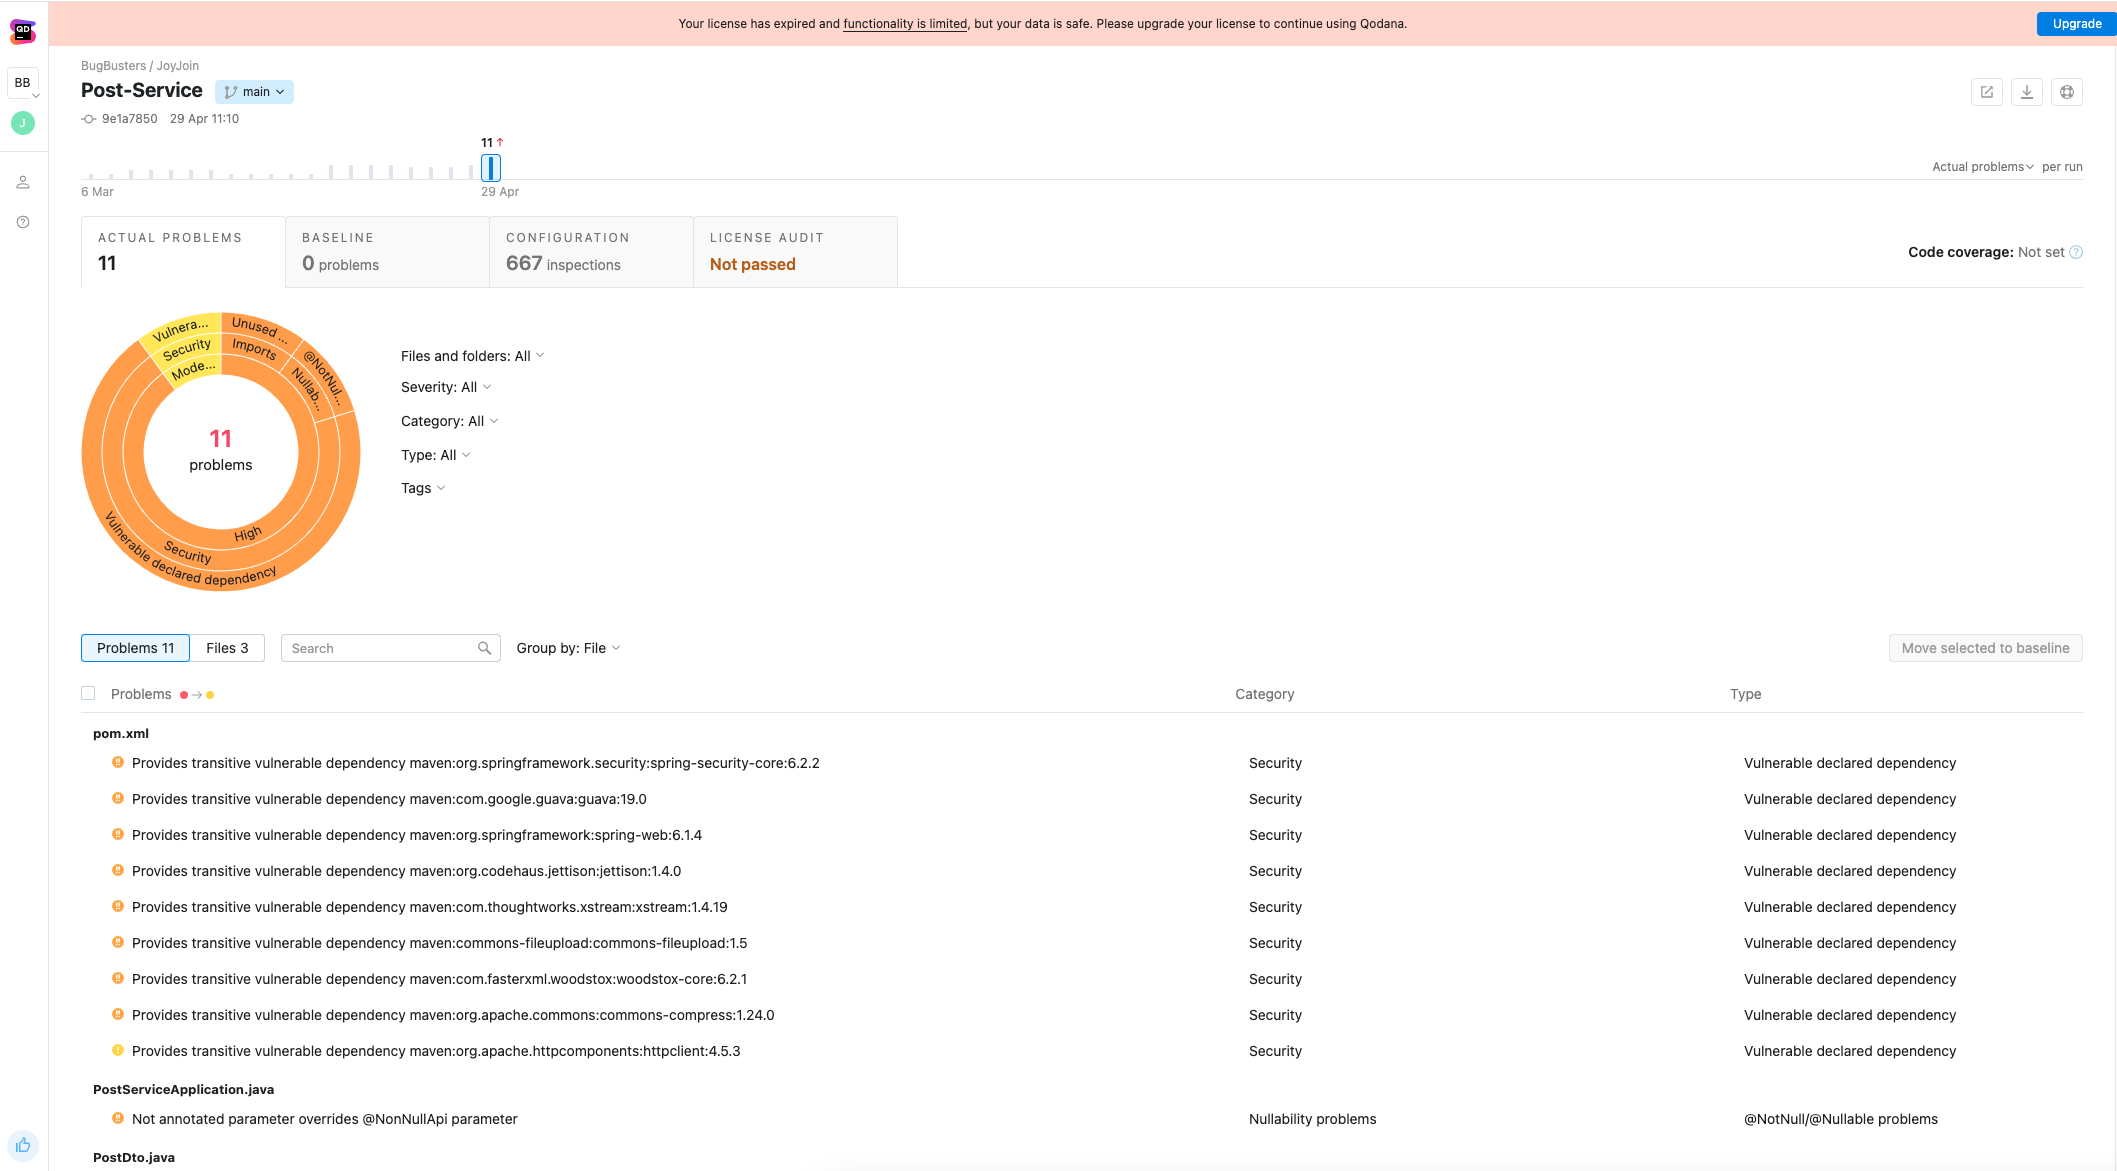 Your license has expired and functionality is limited, but your data is safe. Please upgrade your license to continue using Qodana.
Upgrade
QD
BB
J
BugBusters / JoyJoin
Post-Service
main
9e1a7850 29 Apr 11:10
11 ↑
6 Mar
29 Apr
Actual problems per run
ACTUAL PROBLEMS
11
BASELINE
0 problems
CONFIGURATION
667 inspections
LICENSE AUDIT
Not passed
Code coverage: Not set ?
Vulnera...
Security
Mode...
Unused ...
Imports
@NotNul...
Nullab...
11
problems
High
Security
Vulnerable declared dependency
Files and folders: All
Severity: All
Category: All
Type: All
Tags
Problems 11
Files 3
Search
Group by: File
Move selected to baseline
Problems → Category Type
pom.xml
Provides transitive vulnerable dependency maven:org.springframework.security:spring-security-core:6.2.2 Security Vulnerable declared dependency
Provides transitive vulnerable dependency maven:com.google.guava:guava:19.0 Security Vulnerable declared dependency
Provides transitive vulnerable dependency maven:org.springframework:spring-web:6.1.4 Security Vulnerable declared dependency
Provides transitive vulnerable dependency maven:org.codehaus.jettison:jettison:1.4.0 Security Vulnerable declared dependency
Provides transitive vulnerable dependency maven:com.thoughtworks.xstream:xstream:1.4.19 Security Vulnerable declared dependency
Provides transitive vulnerable dependency maven:commons-fileupload:commons-fileupload:1.5 Security Vulnerable declared dependency
Provides transitive vulnerable dependency maven:com.fasterxml.woodstox:woodstox-core:6.2.1 Security Vulnerable declared dependency
Provides transitive vulnerable dependency maven:org.apache.commons:commons-compress:1.24.0 Security Vulnerable declared dependency
Provides transitive vulnerable dependency maven:org.apache.httpcomponents:httpclient:4.5.3 Security Vulnerable declared dependency
PostServiceApplication.java
Not annotated parameter overrides @NonNullApi parameter Nullability problems @NotNull/@Nullable problems
PostDto.java